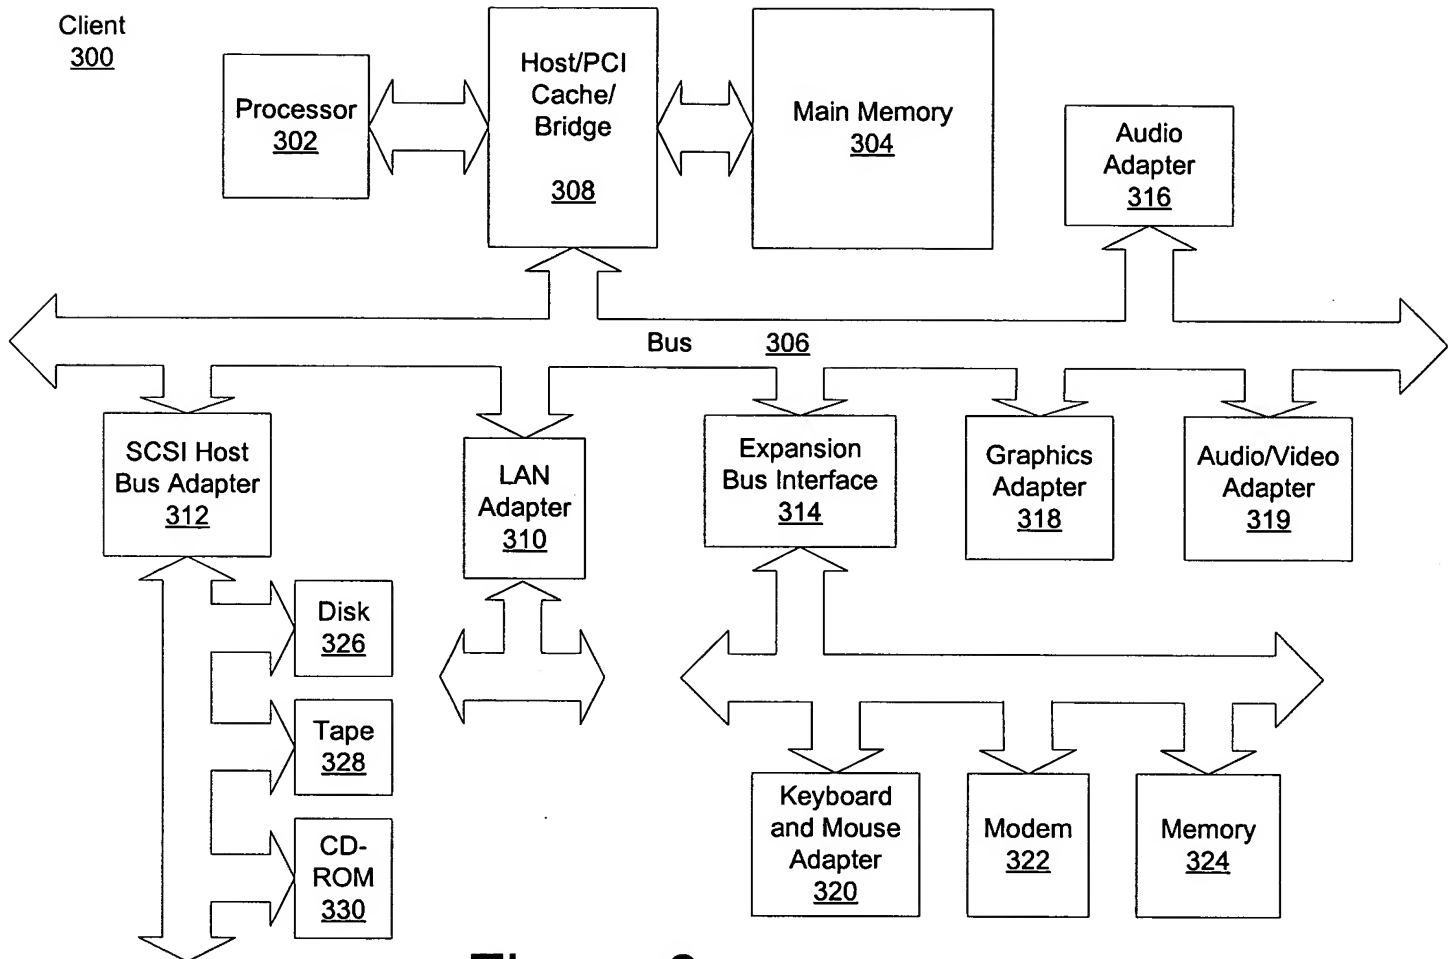 Client
300
Processor
302
Host/PCI
Cache/
Bridge
308
Main Memory
304
Audio
Adapter
316
Bus 306
SCSI Host
Bus Adapter
312
LAN
Adapter
310
Expansion
Bus Interface
314
Graphics
Adapter
318
Audio/Video
Adapter
319
Disk
326
Tape
328
CD-
ROM
330
Keyboard
and Mouse
Adapter
320
Modem
322
Memory
324